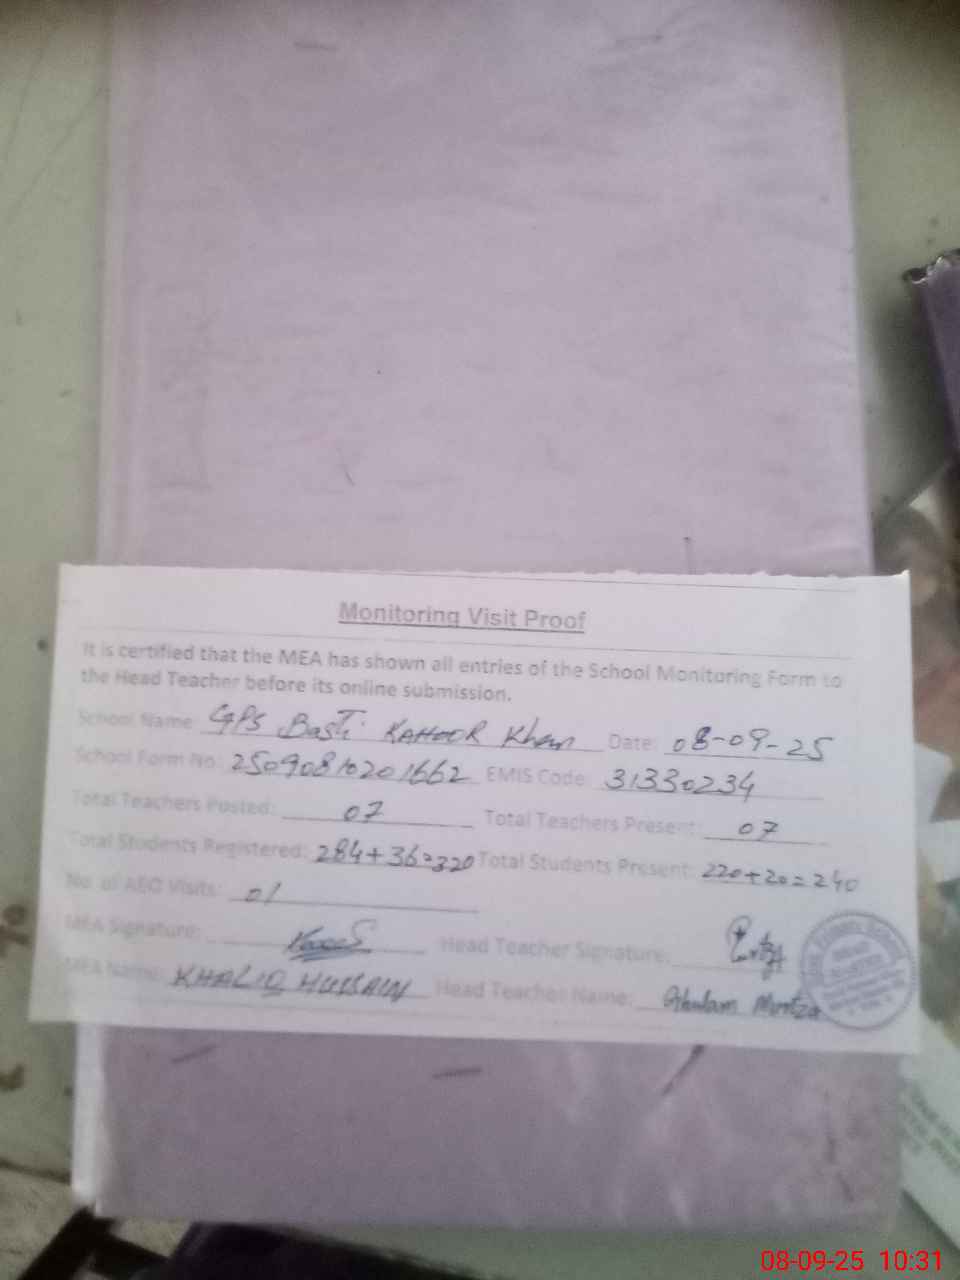 Monitoring Visit Proof
It is certified that the MEA has shown all entries of the School Monitoring Form to
the Head Teacher before its online submission.
School Name: GPS Basti KAHOOR Khan Date: 08-09-25
School Form No: 25090810201662 EMIS Code: 31330234
Total Teachers Posted: 07 Total Teachers Present: 07
Total Students Registered: 284+36=320 Total Students Present: 220+20=240
No. of AEO Visits: 01
MEA Signature: Head Teacher Signature:
MEA Name: KHALIQ HUSSAIN Head Teacher Name: Ghulam Murtza
08-09-25 10:31